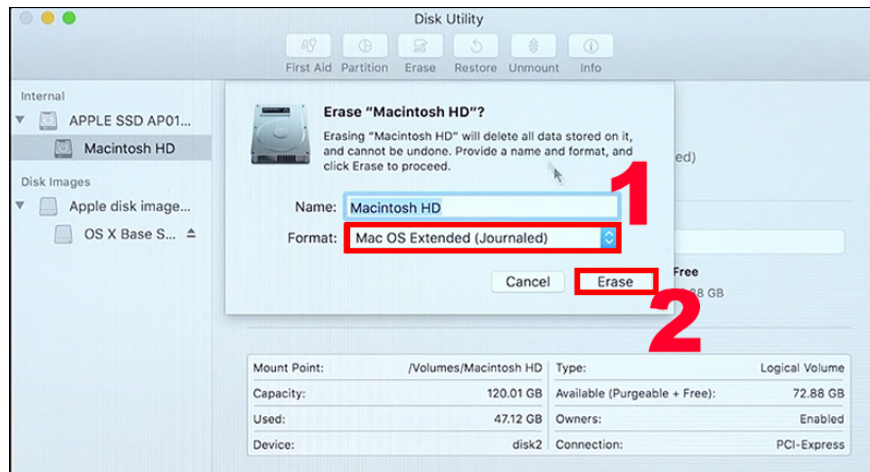 Disk Utility
First Aid Partition Erase Restore Unmount Info
Internal
APPLE SSD AP01...
Macintosh HD
Disk Images
Apple disk image...
OS X Base S...
Erase "Macintosh HD"?
Erasing "Macintosh HD" will delete all data stored on it,
and cannot be undone. Provide a name and format, and
click Erase to proceed.
ed)
Name: Macintosh HD
1
Format: Mac OS Extended (Journaled)
Cancel Erase
Free
8 GB
2
Mount Point: /Volumes/Macintosh HD Type: Logical Volume
Capacity: 120.01 GB Available (Purgeable + Free): 72.88 GB
Used: 47.12 GB Owners: Enabled
Device: disk2 Connection: PCI-Express